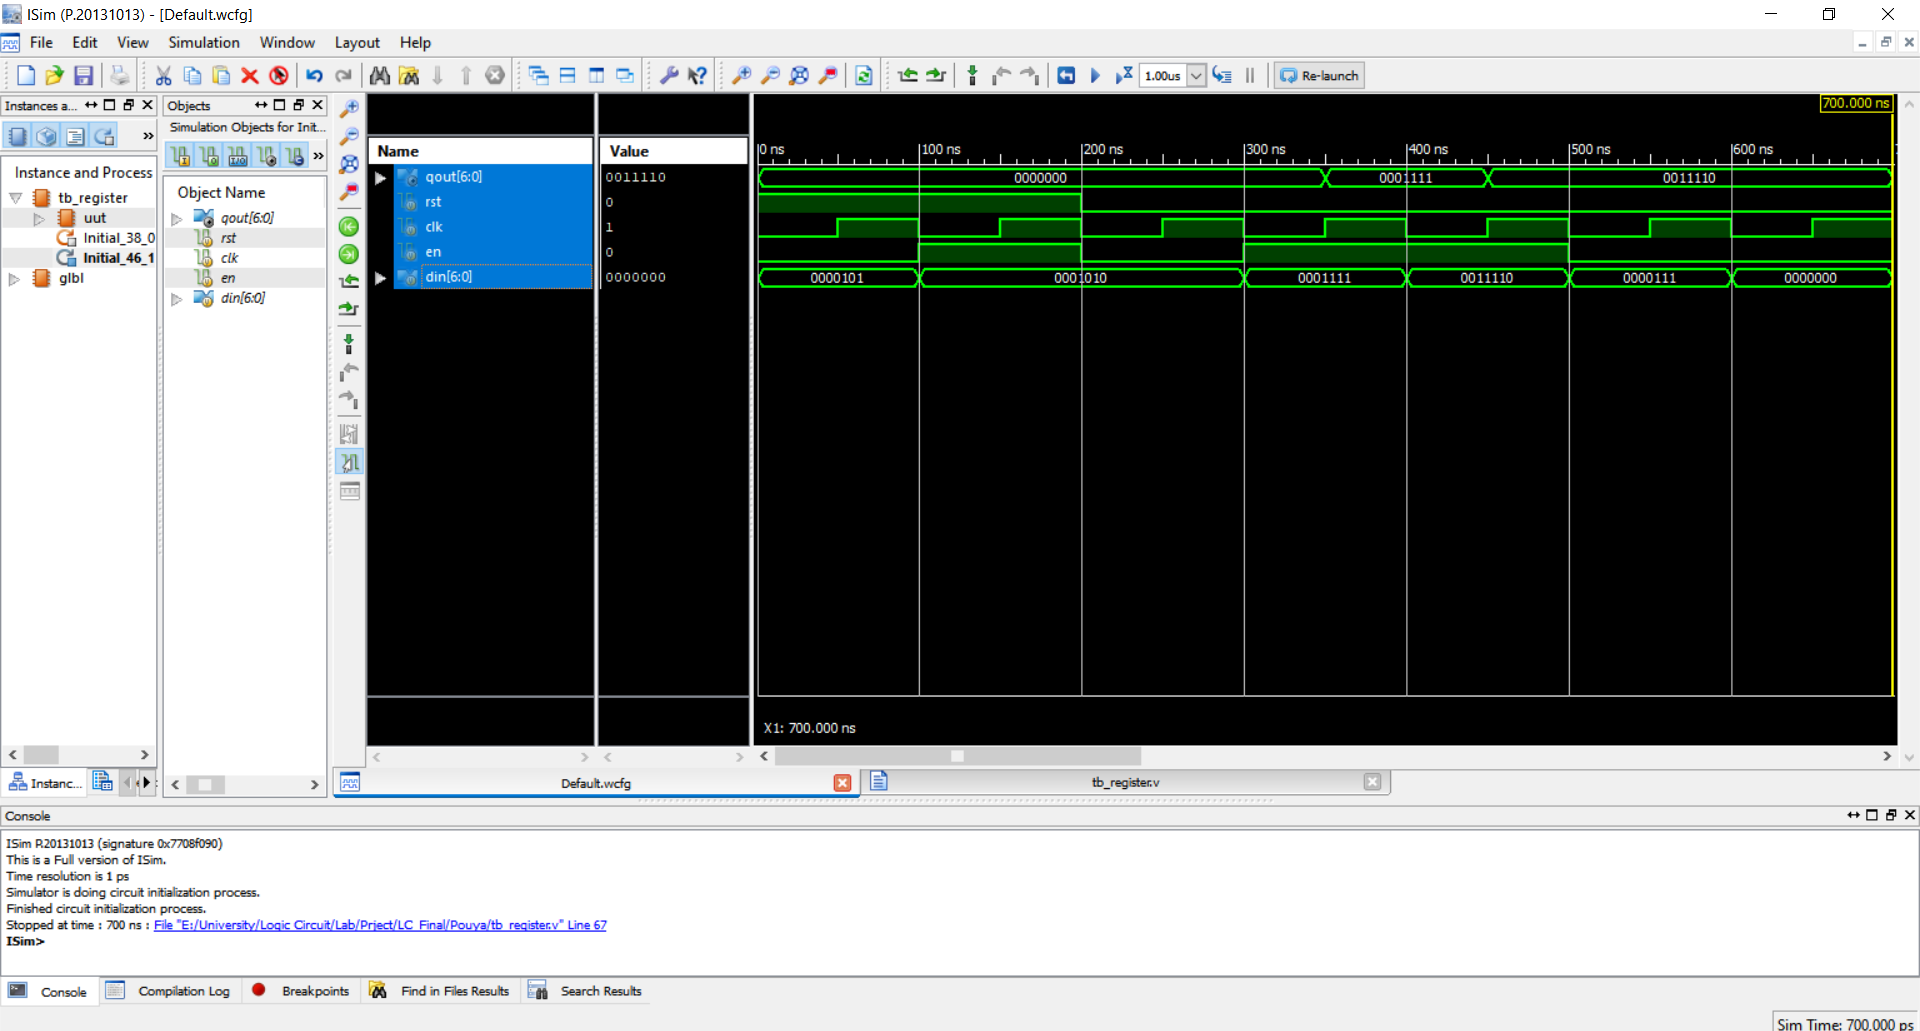 ISim (P.20131013) - [Default.wcfg]
File Edit View Simulation Window Layout Help
1.00us Re-launch
Instances a...
Objects
Simulation Objects for Init...
Instance and Process
tb_register
uut
Initial_38_0
Initial_46_1
glbl
Object Name
qout[6:0]
rst
clk
en
din[6:0]
Name Value
qout[6:0] 0011110
rst 0
clk 1
en 0
din[6:0] 0000000
700.000 ns
0 ns 100 ns 200 ns 300 ns 400 ns 500 ns 600 ns
0000000 0001111 0011110
0000101 0001010 0001111 0011110 0000111 0000000
X1: 700.000 ns
Instanc...
Default.wcfg
tb_register.v
Console
ISim P.20131013 (signature 0x7708f090)
This is a Full version of ISim.
Time resolution is 1 ps
Simulator is doing circuit initialization process.
Finished circuit initialization process.
Stopped at time : 700 ns : File "E:/University/Logic Circuit/Lab/Prject/LC_Final/Pouya/tb_register.v" Line 67
ISim>
Console Compilation Log Breakpoints Find in Files Results Search Results
Sim Time: 700,000 ps